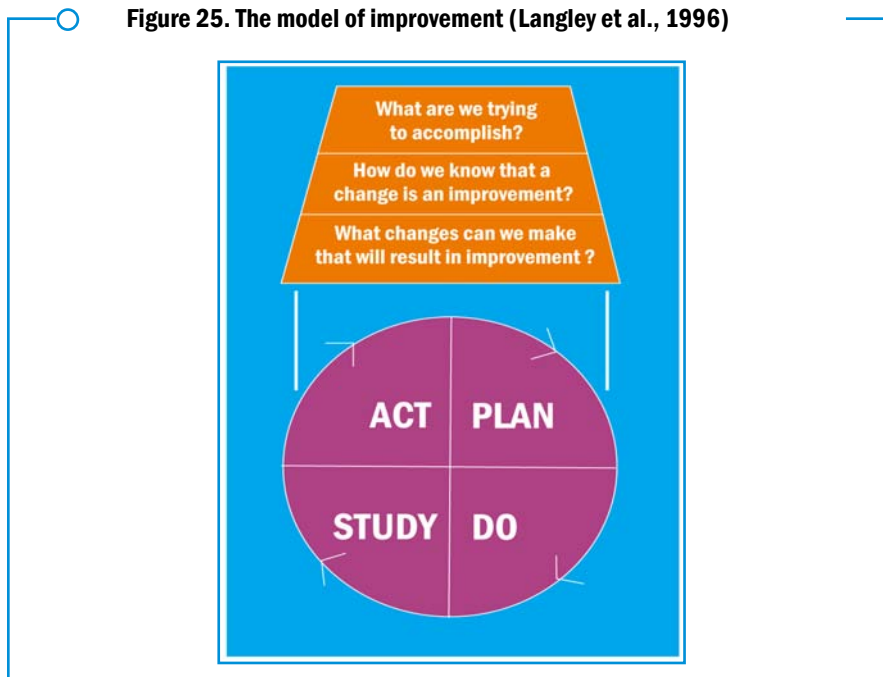 Figure 25. The model of improvement (Langley et al., 1996)
What are we trying
to accomplish?
How do we know that a
change is an improvement?
What changes can we make
that will result in improvement ?
ACT PLAN
STUDY DO